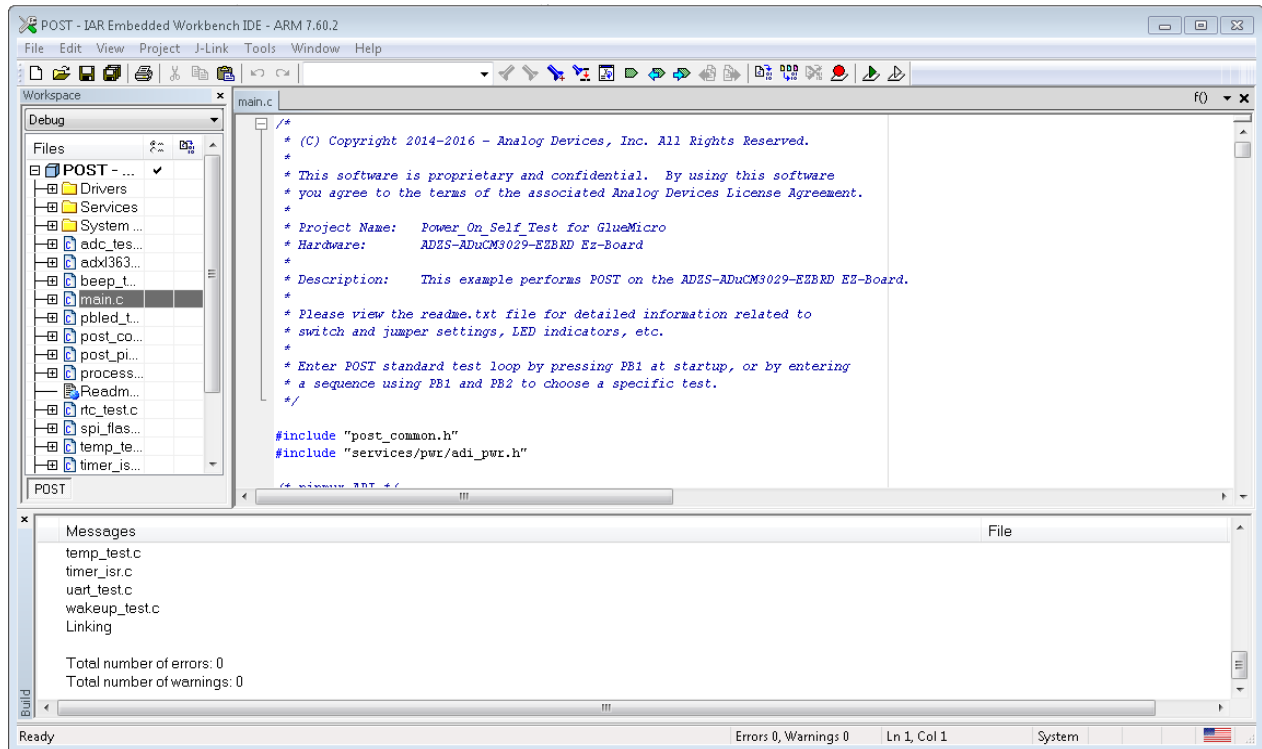 POST - IAR Embedded Workbench IDE - ARM 7.60.2
File Edit View Project J-Link Tools Window Help
Workspace
Debug
Files
POST - ...
Drivers
Services
System ...
adc_tes...
adxl363...
beep_t...
main.c
pbled_t...
post_co...
post_pi...
process...
Readm...
rtc_test.c
spi_flas...
temp_te...
timer_is...
POST
main.c
f()
/*
* (C) Copyright 2014-2016 - Analog Devices, Inc. All Rights Reserved.
*
* This software is proprietary and confidential.  By using this software
* you agree to the terms of the associated Analog Devices License Agreement.
*
* Project Name:   Power_On_Self_Test for GlueMicro
* Hardware:       ADZS-ADuCM3029-EZBRD Ez-Board
*
* Description:    This example performs POST on the ADZS-ADuCM3029-EZBRD EZ-Board.
*
* Please view the readme.txt file for detailed information related to
* switch and jumper settings, LED indicators, etc.
*
* Enter POST standard test loop by pressing PB1 at startup, or by entering
* a sequence using PB1 and PB2 to choose a specific test.
*/
#include "post_common.h"
#include "services/pwr/adi_pwr.h"
/* pinmux API */
Messages File
temp_test.c
timer_isr.c
uart_test.c
wakeup_test.c
Linking
Total number of errors: 0
Total number of warnings: 0
Build
Ready Errors 0, Warnings 0 Ln 1, Col 1 System